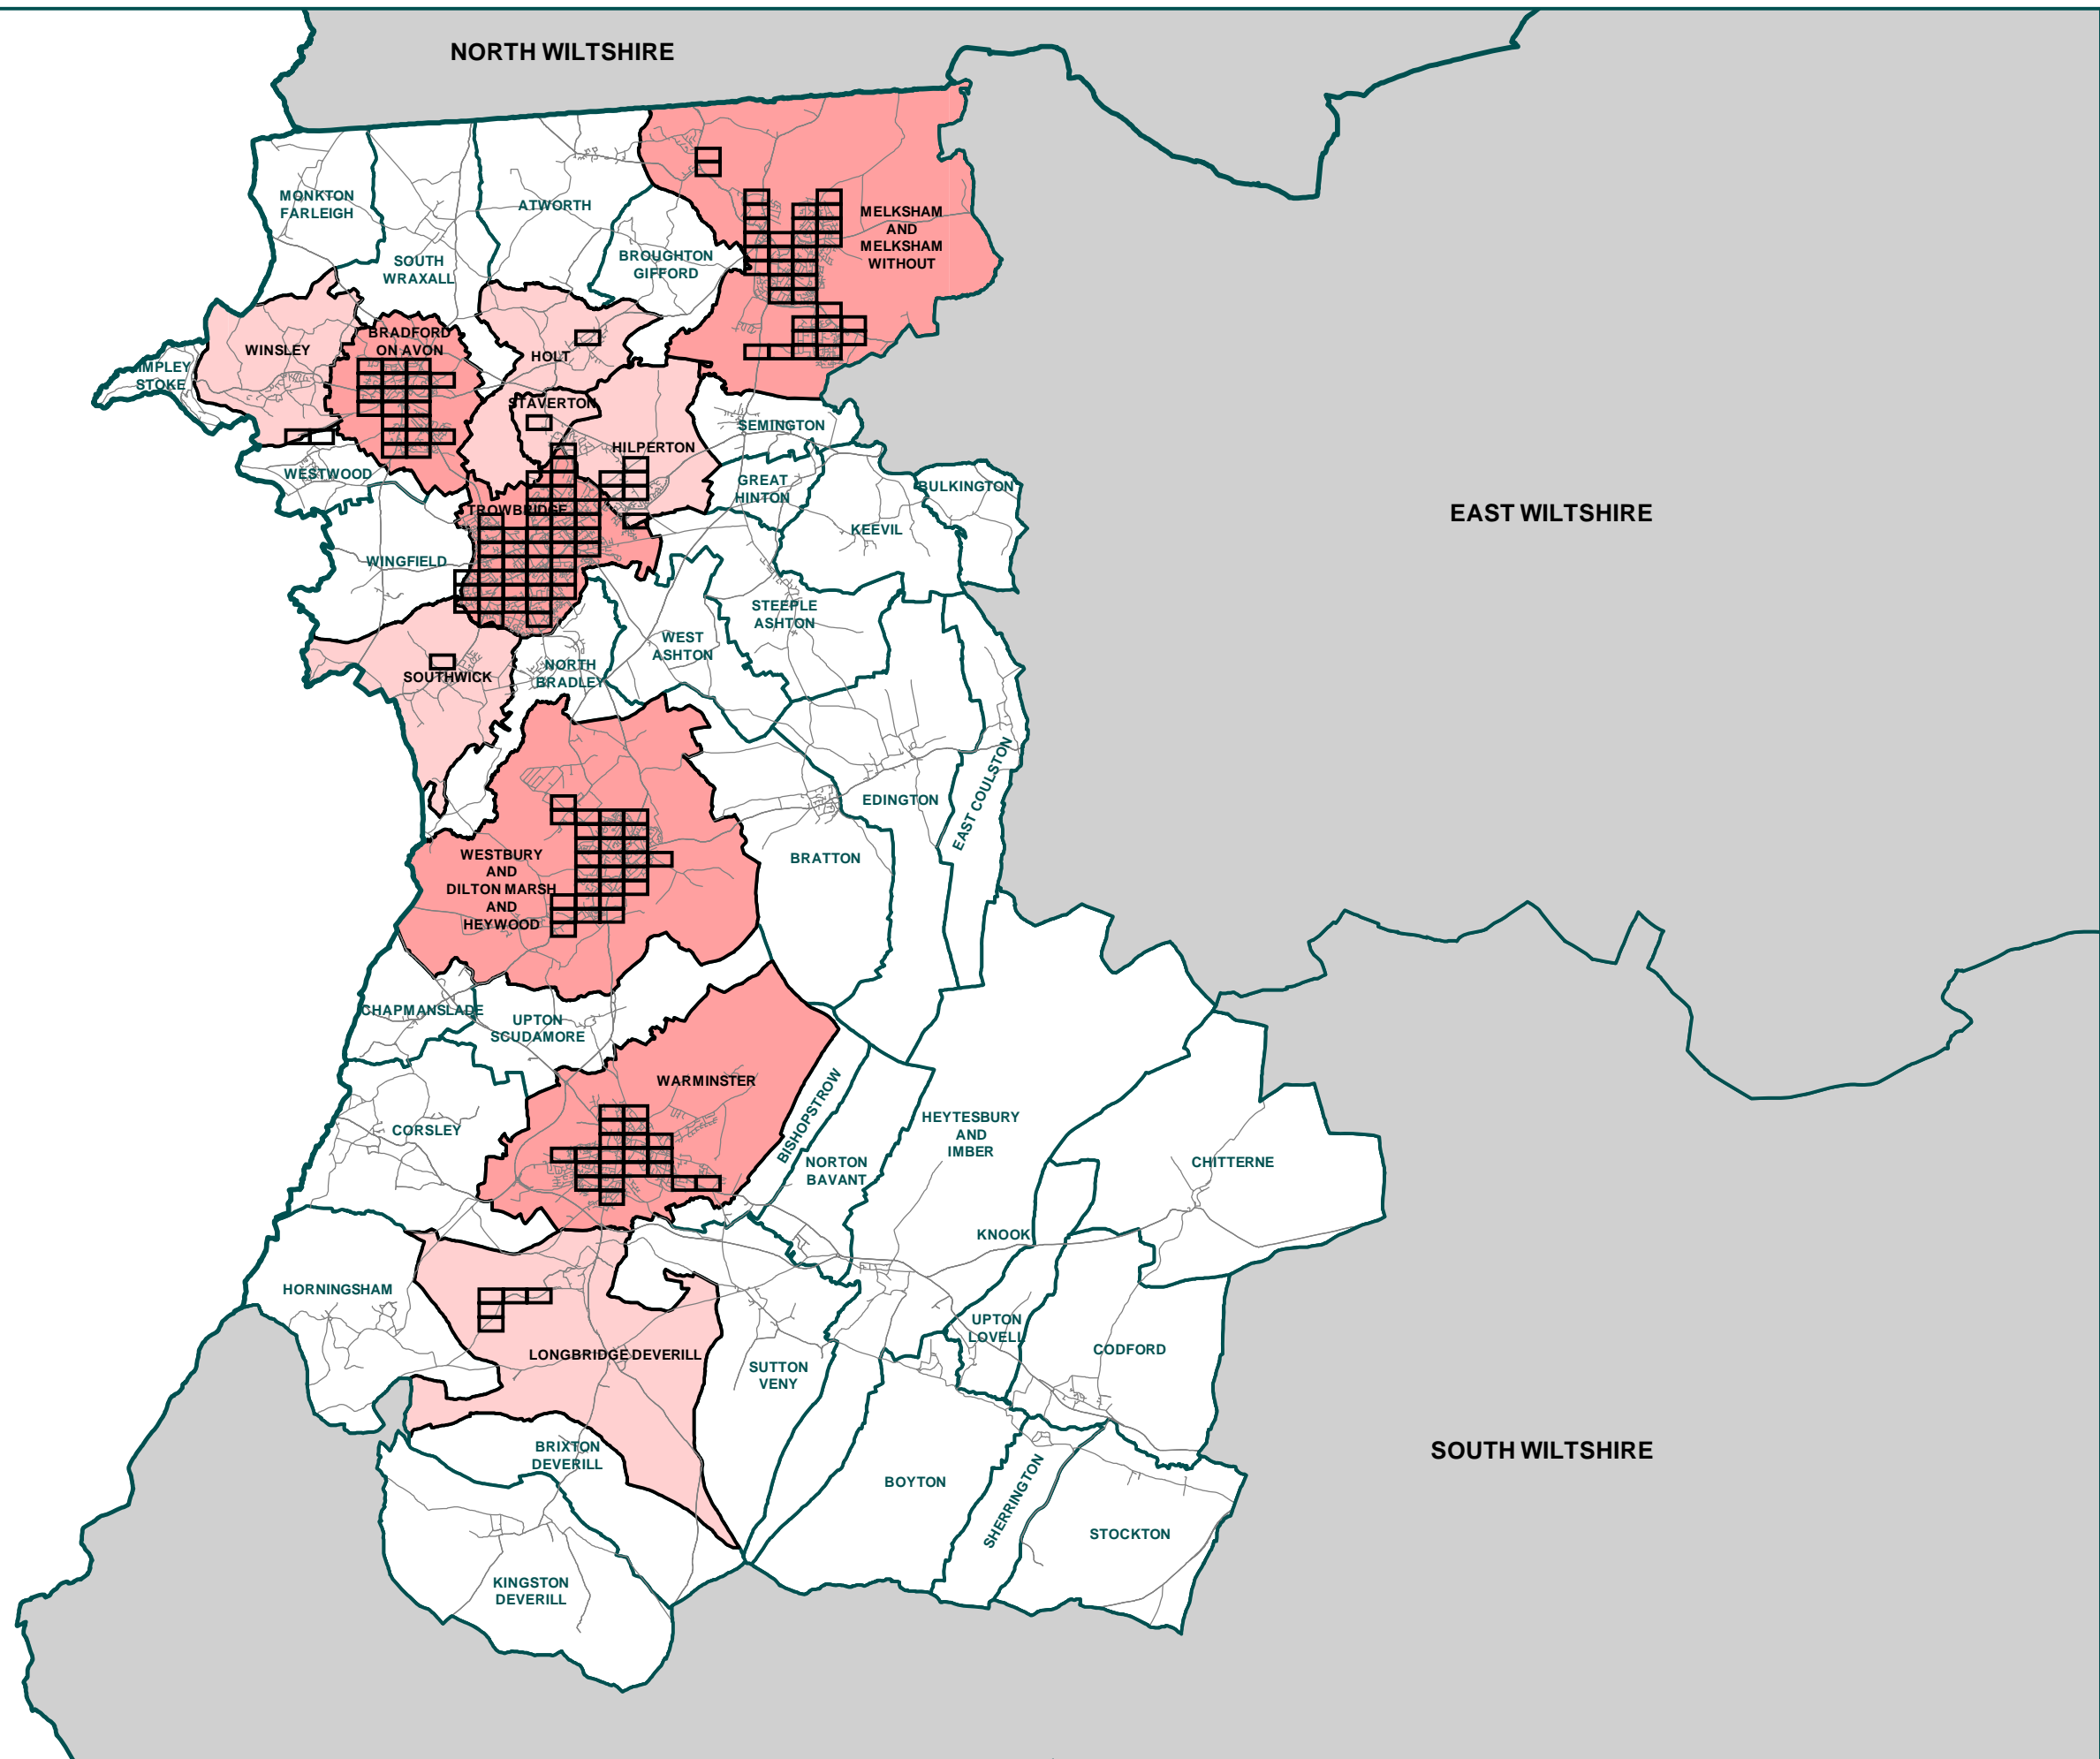 NORTH WILTSHIRE
MONKTON
FARLEIGH
ATWORTH
MELKSHAM
AND
MELKSHAM
WITHOUT
SOUTH
WRAXALL
BROUGHTON
GIFFORD
BRADFORD
ON AVON
WINSLEY
HOLT
IMPLEY
STOKE
STAVERTON
SEMINGTON
HILPERTON
WESTWOOD
GREAT
HINTON
BULKINGTON
TROWBRIDGE
KEEVIL
EAST WILTSHIRE
WINGFIELD
STEEPLE
ASHTON
WEST
ASHTON
NORTH
BRADLEY
SOUTHWICK
EAST COULSTON
EDINGTON
BRATTON
WESTBURY
AND
DILTON MARSH
AND
HEYWOOD
CHAPMANSLADE
UPTON
SCUDAMORE
WARMINSTER
BISHOPSTROW
CORSLEY
HEYTESBURY
AND
IMBER
NORTON
BAVANT
CHITTERNE
KNOOK
HORNINGSHAM
UPTON
LOVELL
CODFORD
LONGBRIDGE DEVERILL
SUTTON
VENY
BRIXTON
DEVERILL
SOUTH WILTSHIRE
BOYTON
SHERRINGTON
STOCKTON
KINGSTON
DEVERILL